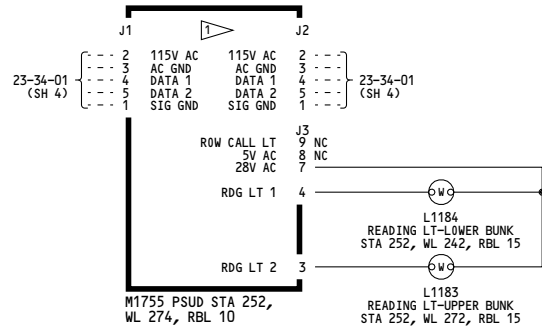 J1 1 J2
2 115V AC 115V AC 2
3 AC GND AC GND 3
4 DATA 1 DATA 1 4
5 DATA 2 DATA 2 5
1 SIG GND SIG GND 1
23-34-01
(SH 4)
23-34-01
(SH 4)
J3
ROW CALL LT 9 NC
5V AC 8 NC
28V AC 7
RDG LT 1 4
W
L1184
READING LT-LOWER BUNK
STA 252, WL 242, RBL 15
RDG LT 2 3
W
L1183
READING LT-UPPER BUNK
STA 252, WL 272, RBL 15
M1755 PSUD STA 252,
WL 274, RBL 10